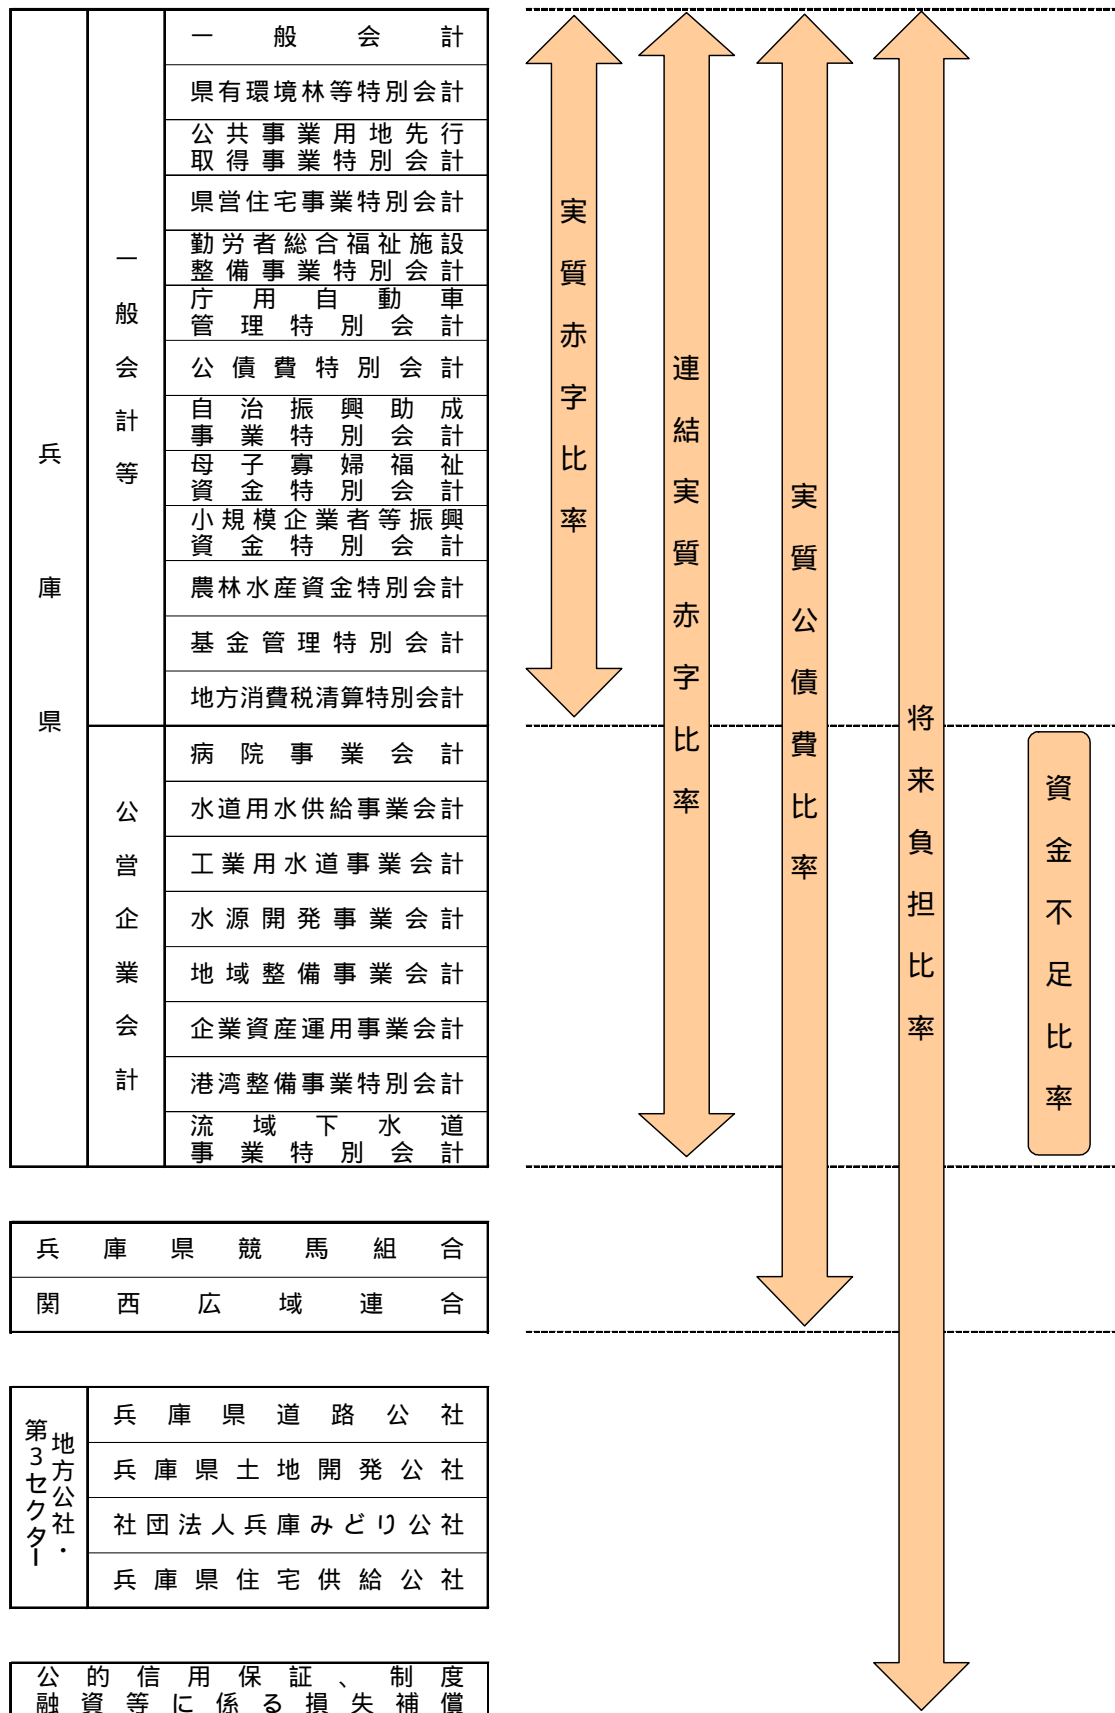 兵庫県
一般会計等
一般会計
県有環境林等特別会計
公共事業用地先行
取得事業特別会計
県営住宅事業特別会計
勤労者総合福祉施設
整備事業特別会計
庁用自動車
管理特別会計
公債費特別会計
自治振興助成
事業特別会計
母子寡婦福祉
資金特別会計
小規模企業者等振興
資金特別会計
農林水産資金特別会計
基金管理特別会計
地方消費税清算特別会計
公営企業会計
病院事業会計
水道用水供給事業会計
工業用水道事業会計
水源開発事業会計
地域整備事業会計
企業資産運用事業会計
港湾整備事業特別会計
流域下水道
事業特別会計
兵庫県競馬組合
関西広域連合
地方公社・
第3セクター
兵庫県道路公社
兵庫県土地開発公社
社団法人兵庫みどり公社
兵庫県住宅供給公社
公的信用保証、制度
融資等に係る損失補償
実質赤字比率
連結実質赤字比率
実質公債費比率
将来負担比率
資金不足比率